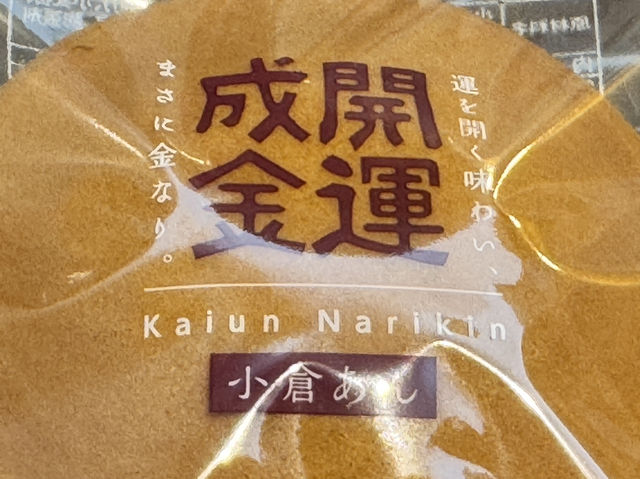 運を開く味わい、
開運
成金
まさに金なり。
Kaiun Narikin
小倉あん